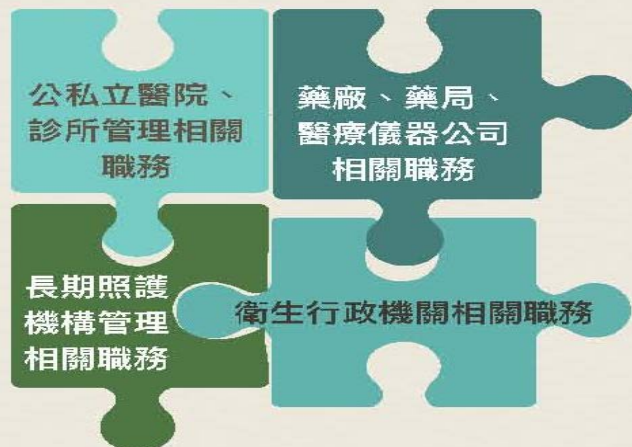 公私立醫院、
診所管理相關
職務
藥廠、藥局、
醫療儀器公司
相關職務
長期照護
機構管理
相關職務
衛生行政機關相關職務